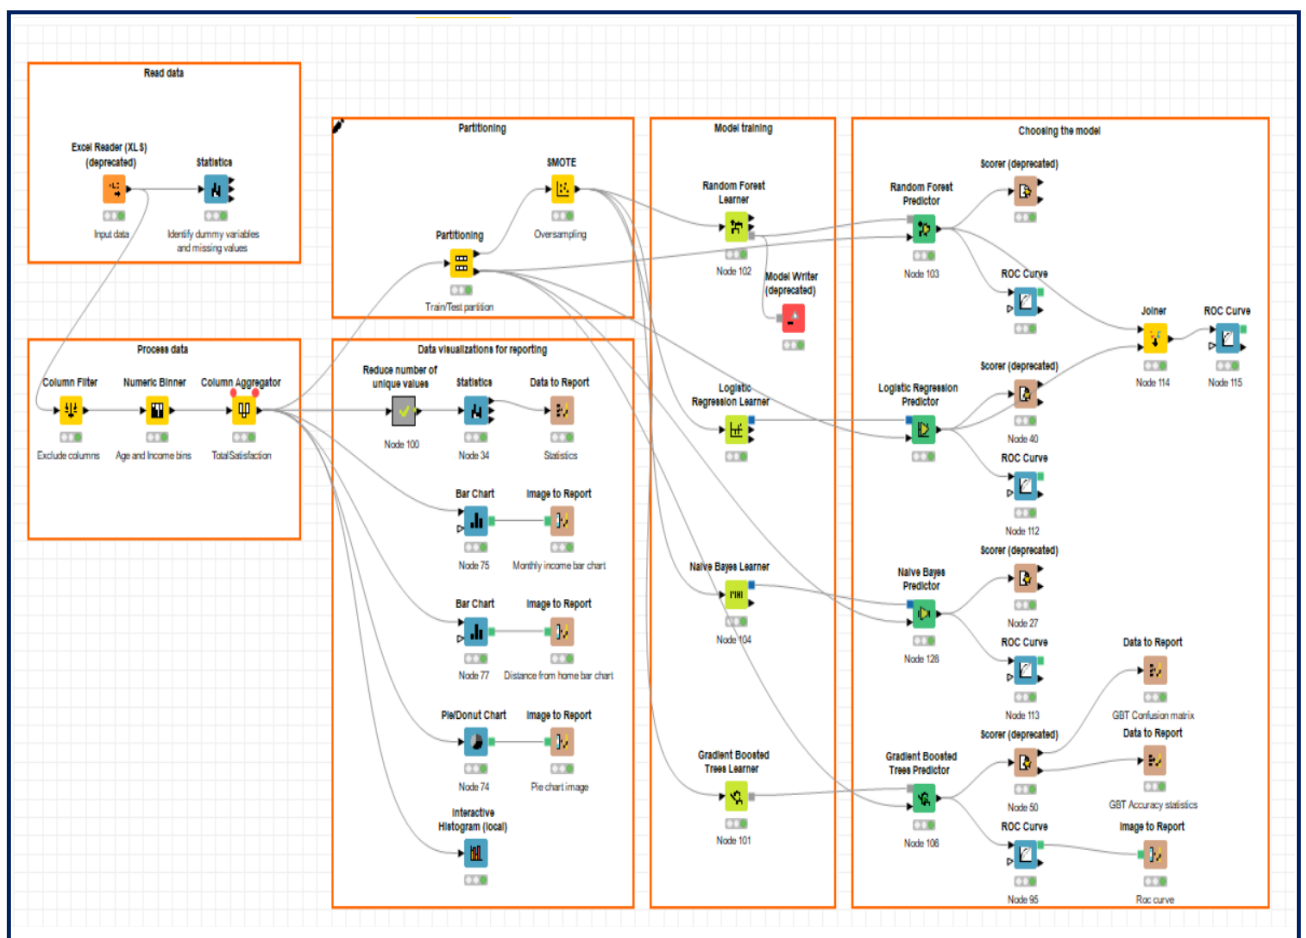 Read data
Excel Reader (XLS)
(deprecated)
Input data
Statistics
Identify dummy variables
and missing values
Process data
Column Filter
Exclude columns
Numeric Binner
Age and Income bins
Column Aggregator
TotalSatisfaction
Partitioning
SMOTE
Oversampling
Partitioning
Train/Test partition
Data visualizations for reporting
Reduce number of
unique values
Node 100
Statistics
Node 34
Data to Report
Statistics
Bar Chart
Node 75
Image to Report
Monthly income bar chart
Bar Chart
Node 77
Image to Report
Distance from home bar chart
Pie/Donut Chart
Node 74
Image to Report
Pie chart image
Interactive
Histogram (local)
Model training
Random Forest
Learner
Node 102
Model Writer
(deprecated)
Logistic
Regression Learner
Naive Bayes Learner
Node 104
Gradient Boosted
Trees Learner
Node 101
Choosing the model
Random Forest
Predictor
Node 103
Scorer (deprecated)
ROC Curve
Joiner
Node 114
ROC Curve
Node 115
Logistic Regression
Predictor
Scorer (deprecated)
Node 40
ROC Curve
Node 112
Naive Bayes
Predictor
Node 128
Scorer (deprecated)
Node 27
ROC Curve
Node 113
Gradient Boosted
Trees Predictor
Node 106
Scorer (deprecated)
Node 50
Data to Report
GBT Confusion matrix
Data to Report
GBT Accuracy statistics
ROC Curve
Node 95
Image to Report
Roc curve